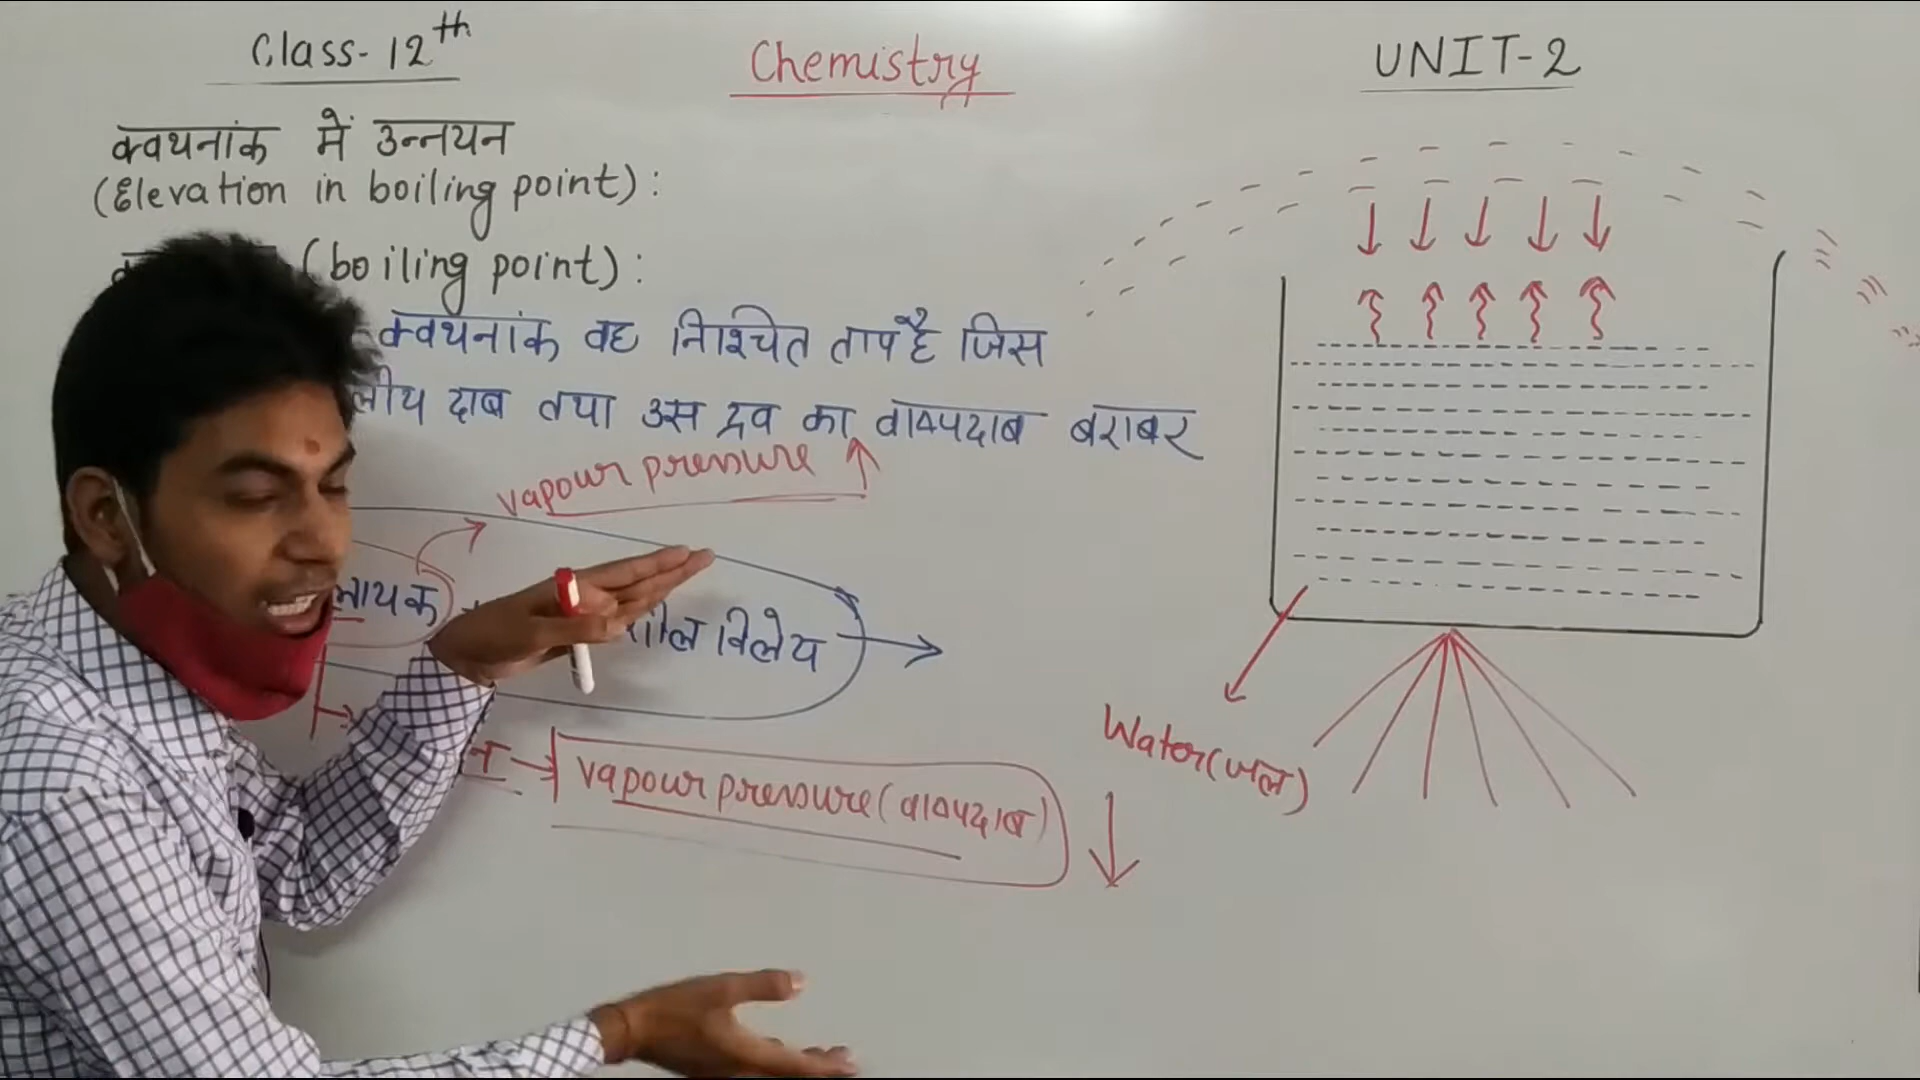 Class-12th
Chemistry
UNIT-2
क्वथनांक में उन्नयन
(Elevation in boiling point):
(boiling point):
क्वथनांक वह निश्चित ताप है जिस
दाब तथा उस द्रव का वाष्पदाब बराबर
vapour pressure
विलेय
vapour pressure (वाष्पदाब)
Water(जल)